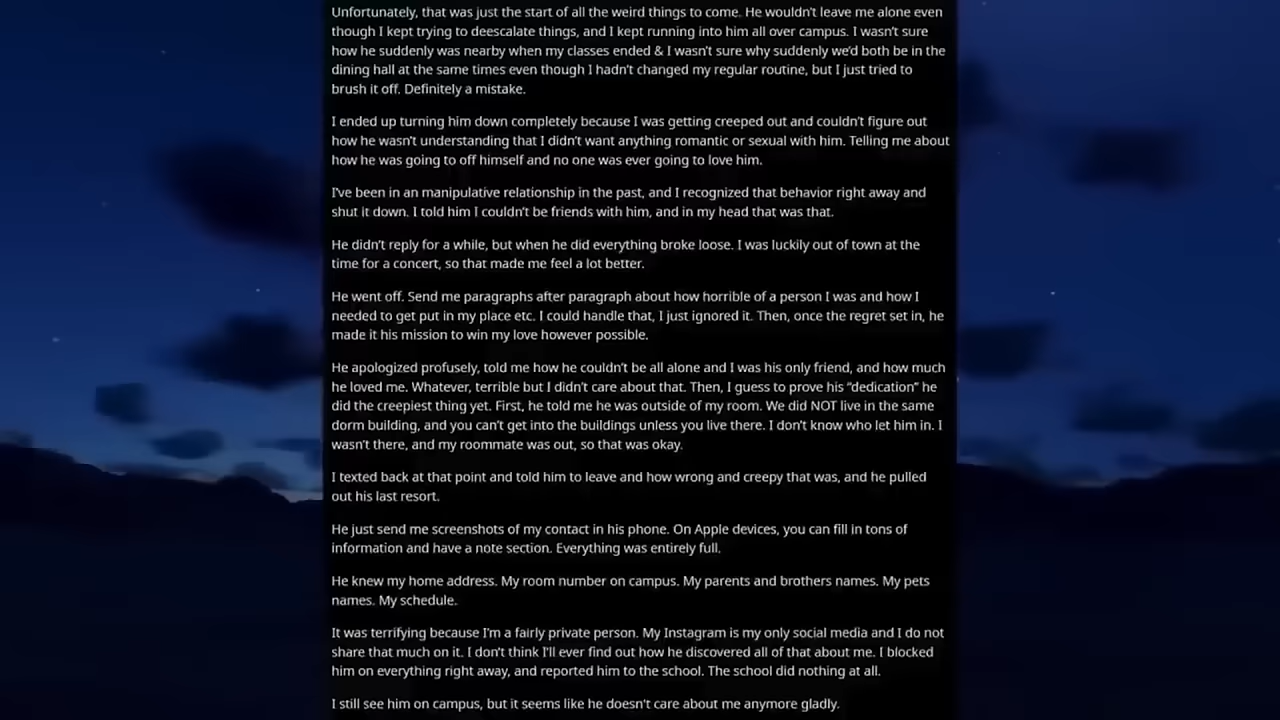 Unfortunately, that was just the start of all the weird things to come. He wouldn't leave me alone even
though I kept trying to deescalate things, and I kept running into him all over campus. I wasn't sure
how he suddenly was nearby when my classes ended & I wasn't sure why suddenly we'd both be in the
dining hall at the same times even though I hadn't changed my regular routine, but I just tried to
brush it off. Definitely a mistake.
I ended up turning him down completely because I was getting creeped out and couldn't figure out
how he wasn't understanding that I didn't want anything romantic or sexual with him. Telling me about
how he was going to off himself and no one was ever going to love him.
I've been in an manipulative relationship in the past, and I recognized that behavior right away and
shut it down. I told him I couldn't be friends with him, and in my head that was that.
He didn't reply for a while, but when he did everything broke loose. I was luckily out of town at the
time for a concert, so that made me feel a lot better.
He went off. Send me paragraphs after paragraph about how horrible of a person I was and how I
needed to get put in my place etc. I could handle that, I just ignored it. Then, once the regret set in, he
made it his mission to win my love however possible.
He apologized profusely, told me how he couldn't be all alone and I was his only friend, and how much
he loved me. Whatever, terrible but I didn't care about that. Then, I guess to prove his "dedication" he
did the creepiest thing yet. First, he told me he was outside of my room. We did NOT live in the same
dorm building, and you can't get into the buildings unless you live there. I don't know who let him in. I
wasn't there, and my roommate was out, so that was okay.
I texted back at that point and told him to leave and how wrong and creepy that was, and he pulled
out his last resort.
He just send me screenshots of my contact in his phone. On Apple devices, you can fill in tons of
information and have a note section. Everything was entirely full.
He knew my home address. My room number on campus. My parents and brothers names. My pets
names. My schedule.
It was terrifying because I'm a fairly private person. My Instagram is my only social media and I do not
share that much on it. I don't think I'll ever find out how he discovered all of that about me. I blocked
him on everything right away, and reported him to the school. The school did nothing at all.
I still see him on campus, but it seems like he doesn't care about me anymore gladly.